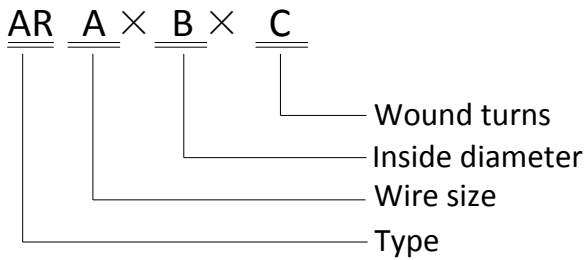 AR A × B × C
Wound turns
Inside diameter
Wire size
Type